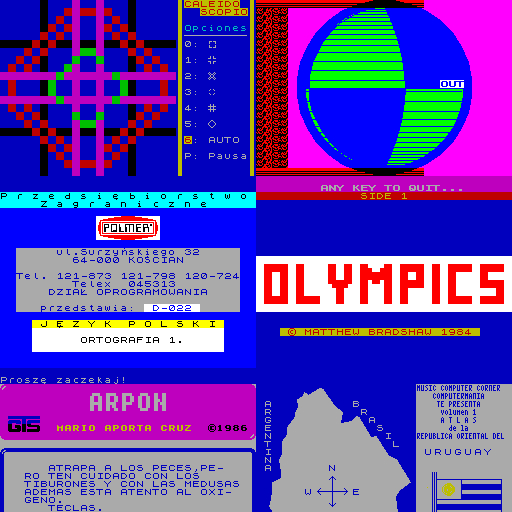 CALEIDO
SCOPIO
Opciones
0:
1:
2:
3:
4: #
5:
6: AUTO
P: Pausa
OUT
ANY KEY TO QUIT...
SIDE 1
Przedsiębiorstwo
Zagraniczne
POLMER
ul.Surzyńskiego 32
64-000 KOŚCIAN
Tel. 121-873 121-798 120-724
Telex 045313
DZIAŁ OPROGRAMOWANIA
przedstawia: D-022
JĘZYK POLSKI
ORTOGRAFIA 1.
Proszę zaczekaj!
OLYMPICS
© MATTHEW BRADSHAW 1984
ARPON
GTS MARIO APORTA CRUZ ©1986
ATRAPA A LOS PECES,PE-
RO TEN CUIDADO CON LOS
TIBURONES Y CON LAS MEDUSAS
ADEMAS ESTA ATENTO AL OXI-
GENO.
TECLAS.
ARGENTINA
BRASIL
N
W E
S
MUSIC COMPUTER CORNER
COMPUTERMANIA
TE PRESENTA
volumen 1
ATLAS
de la
REPUBLICA ORIENTAL DEL
URUGUAY